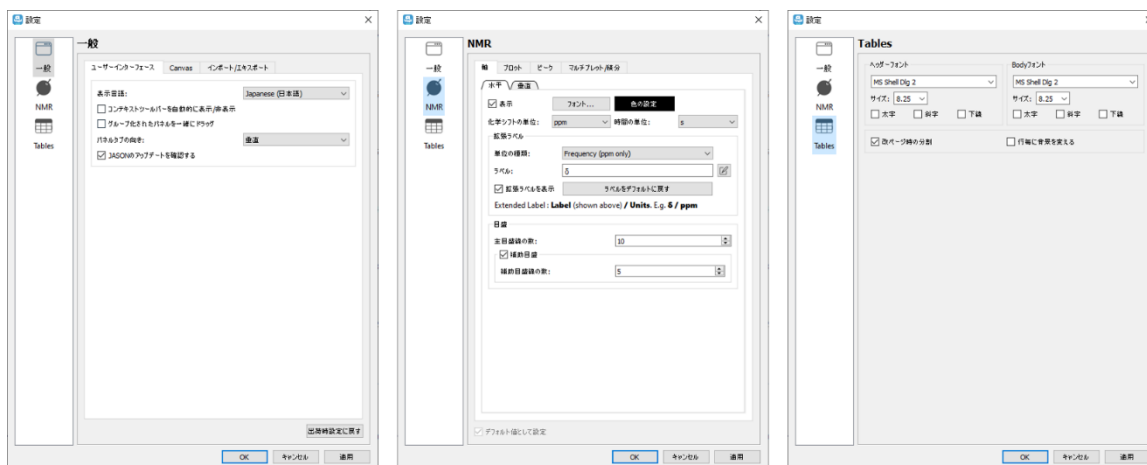 設定
一般
一般
NMR
Tables
ユーザーインターフェース Canvas インポート/エキスポート
表示言語: Japanese (日本語)
コンテキストツールバーを自動的に表示/非表示
グループ化されたパネルを一緒にドラッグ
パネルタブの向き: 垂直
JASONのアップデートを確認する
出荷時設定に戻す
OK キャンセル 適用
設定
NMR
一般
NMR
Tables
軸 プロット ピーク マルチプレット/積分
水平 垂直
表示 フォント... 色の設定
化学シフトの単位: ppm 時間の単位: s
拡張ラベル
単位の種類: Frequency (ppm only)
ラベル: δ
拡張ラベルを表示 ラベルをデフォルトに戻す
Extended Label : Label (shown above) / Units. E.g. δ / ppm
目盛
主目盛線の数: 10
補助目盛
補助目盛線の数: 5
デフォルト値として設定
OK キャンセル 適用
設定
Tables
一般
NMR
Tables
ヘッダーフォント Bodyフォント
MS Shell Dlg 2 MS Shell Dlg 2
サイズ: 8.25 サイズ: 8.25
太字 斜字 下線 太字 斜字 下線
改ページ時の分割 行毎に背景を変える
OK キャンセル 適用